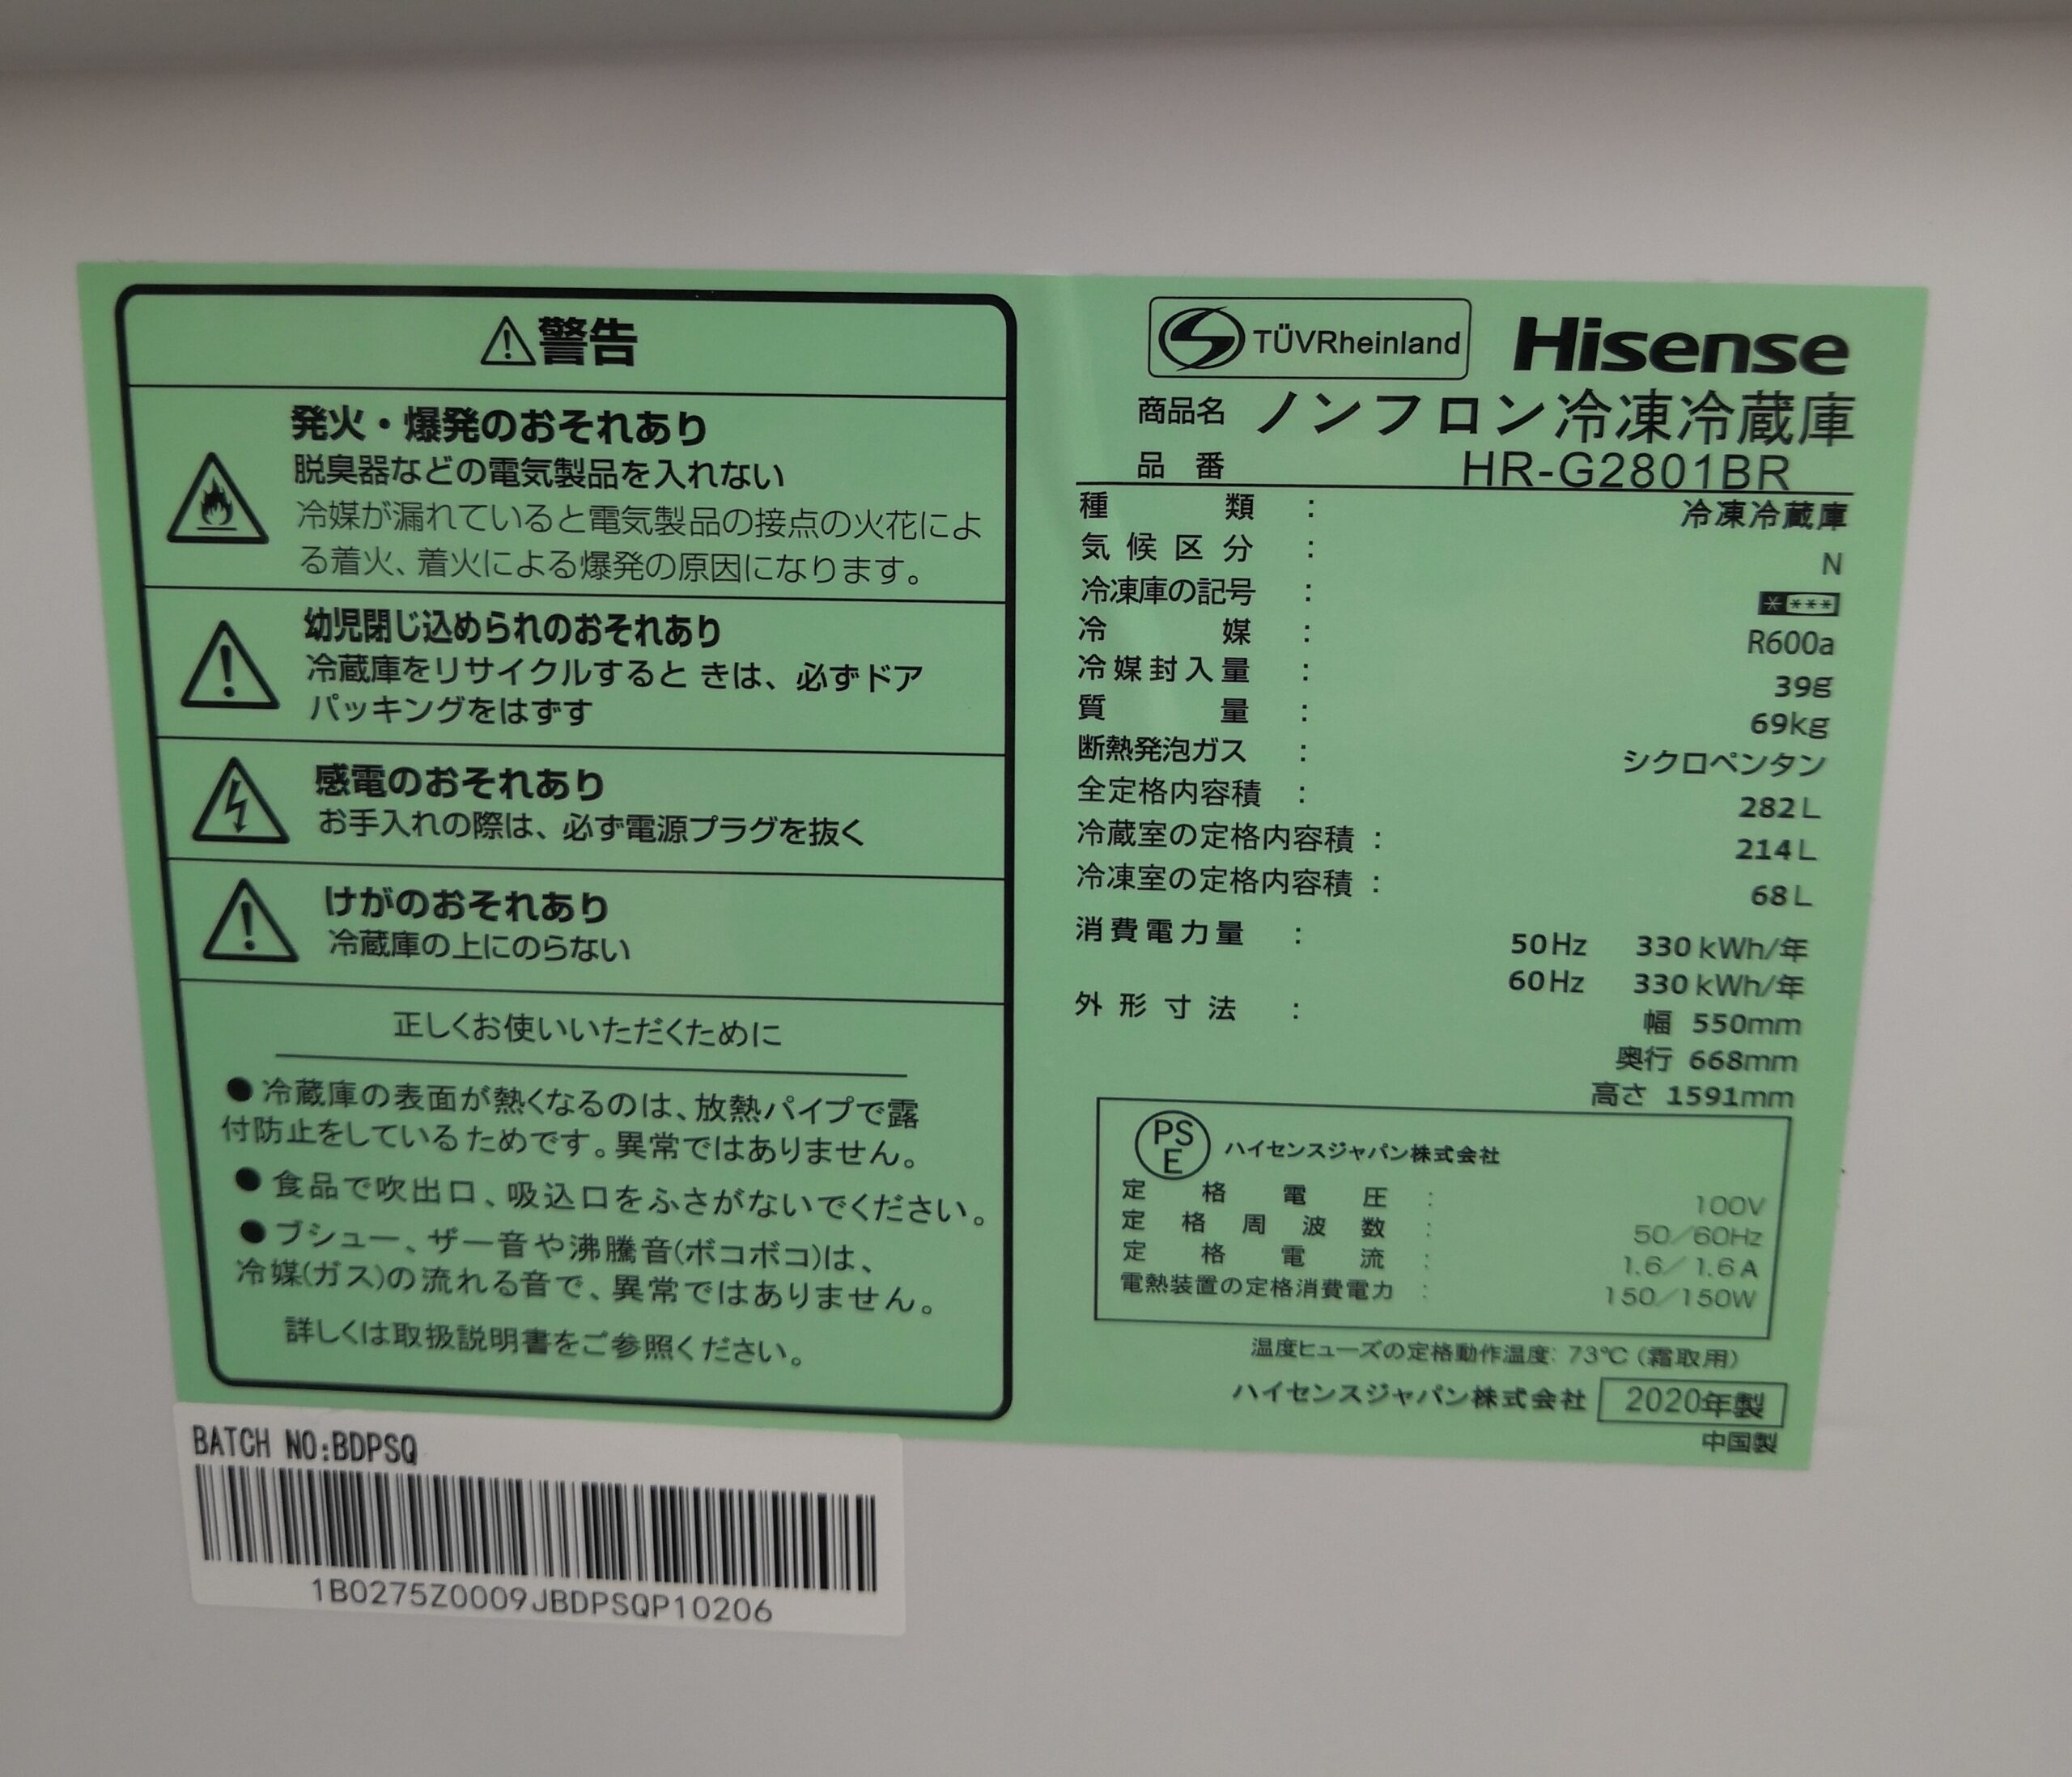 ⚠警告
発火・爆発のおそれあり
脱臭器などの電気製品を入れない
冷媒が漏れていると電気製品の接点の火花によ
る着火、着火による爆発の原因になります。
幼児閉じ込められのおそれあり
冷蔵庫をリサイクルすると きは、必ずドア
パッキングをはずす
感電のおそれあり
お手入れの際は、必ず電源プラグを抜く
けがのおそれあり
冷蔵庫の上にのらない
正しくお使いいただくために
●冷蔵庫の表面が熱くなるのは、放熱パイプで露
付防止をしているためです。異常ではありません。
●食品で吹出口、吸込口をふさがないでください。
●ブシュー、ザー音や沸騰音(ボコボコ)は、
冷媒(ガス)の流れる音で、異常ではありません。
詳しくは取扱説明書をご参照ください。
TÜVRheinland Hisense
商品名 ノンフロン冷凍冷蔵庫
品番 HR-G2801BR
種類 : 冷凍冷蔵庫
気候区分 : N
冷凍庫の記号 : ****
冷媒 : R600a
冷媒封入量 : 39g
質量 : 69kg
断熱発泡ガス : シクロペンタン
全定格内容積 : 282L
冷蔵室の定格内容積 : 214L
冷凍室の定格内容積 : 68L
消費電力量 : 50Hz 330kWh/年
60Hz 330kWh/年
外形寸法 : 幅 550mm
奥行 668mm
高さ 1591mm
PSE ハイセンスジャパン株式会社
定格電圧 : 100V
定格周波数 : 50/60Hz
定格電流 : 1.6/1.6A
電熱装置の定格消費電力 : 150/150W
温度ヒューズの定格動作温度: 73℃(霜取用)
ハイセンスジャパン株式会社 2020年製
中国製
BATCH NO:BDPSQ
1B0275Z0009JBDPSQP10206